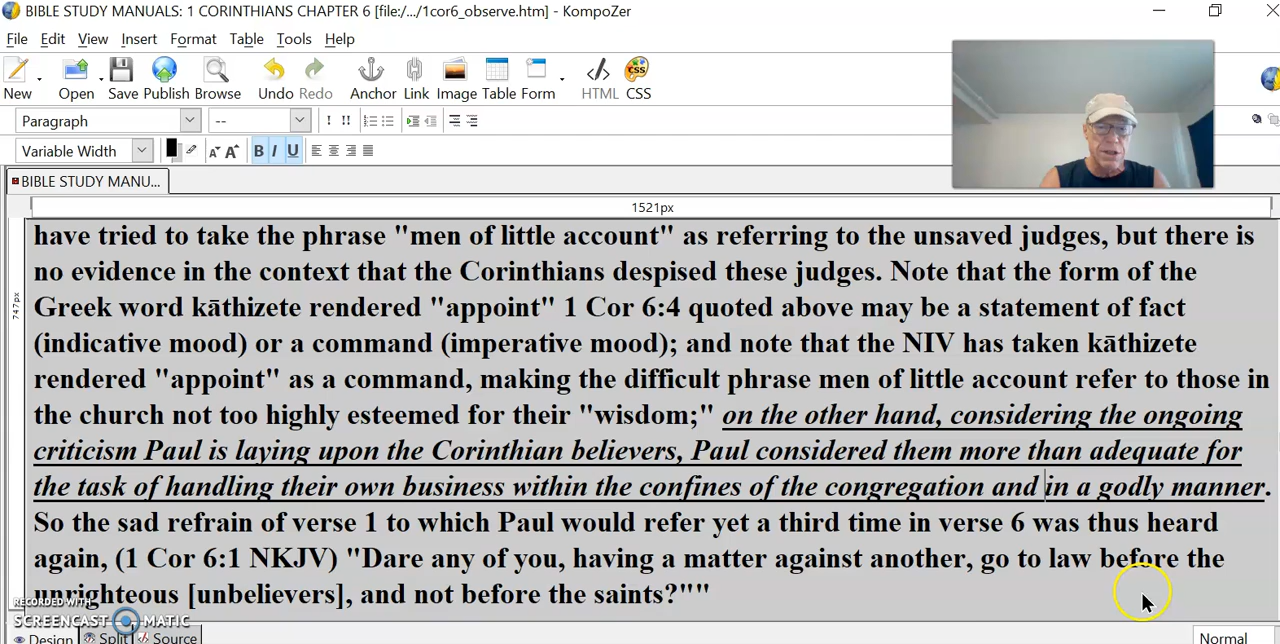 BIBLE STUDY MANUALS: 1 CORINTHIANS CHAPTER 6 [file:/.../1cor6_observe.htm] - KompoZer
File Edit View Insert Format Table Tools Help
New Open Save Publish Browse Undo Redo Anchor Link Image Table Form HTML CSS
Paragraph -- ! !!
Variable Width A A B I U
BIBLE STUDY MANU...
1521px
747px
have tried to take the phrase "men of little account" as referring to the unsaved judges, but there is
no evidence in the context that the Corinthians despised these judges. Note that the form of the
Greek word kāthizete rendered "appoint" 1 Cor 6:4 quoted above may be a statement of fact
(indicative mood) or a command (imperative mood); and note that the NIV has taken kāthizete
rendered "appoint" as a command, making the difficult phrase men of little account refer to those in
the church not too highly esteemed for their "wisdom;" on the other hand, considering the ongoing
criticism Paul is laying upon the Corinthian believers, Paul considered them more than adequate for
the task of handling their own business within the confines of the congregation and in a godly manner.
So the sad refrain of verse 1 to which Paul would refer yet a third time in verse 6 was thus heard
again, (1 Cor 6:1 NKJV) "Dare any of you, having a matter against another, go to law before the
unrighteous [unbelievers], and not before the saints?""
RECORDED WITH
SCREENCAST MATIC
Design Split Source Normal